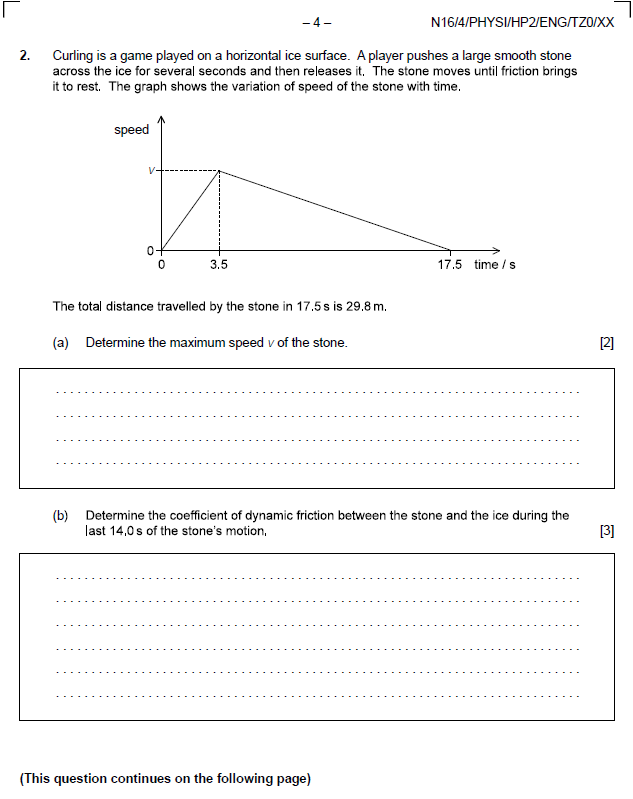 – 4 –
N16/4/PHYSI/HP2/ENG/TZ0/XX
2. Curling is a game played on a horizontal ice surface. A player pushes a large smooth stone
across the ice for several seconds and then releases it. The stone moves until friction brings
it to rest. The graph shows the variation of speed of the stone with time.
speed
v
0
0 3.5 17.5 time / s
The total distance travelled by the stone in 17.5 s is 29.8 m.
(a) Determine the maximum speed v of the stone. [2]
(b) Determine the coefficient of dynamic friction between the stone and the ice during the
last 14.0 s of the stone’s motion. [3]
(This question continues on the following page)